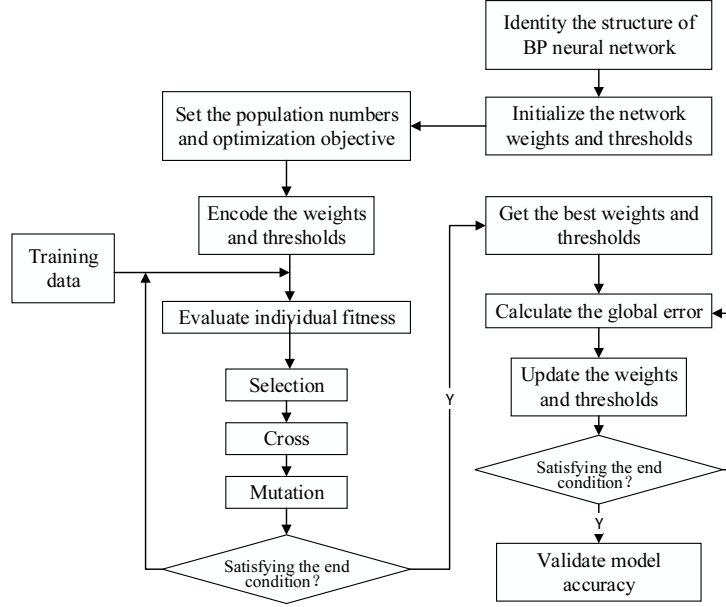 Identity the structure of
BP neural network
Initialize the network
weights and thresholds
Set the population numbers
and optimization objective
Encode the weights
and thresholds
Training
data
Evaluate individual fitness
Selection
Cross
Mutation
Satisfying the end
condition?
Y
Get the best weights and
thresholds
Calculate the global error
Update the weights
and thresholds
Satisfying the end
condition?
Y
Validate model
accuracy